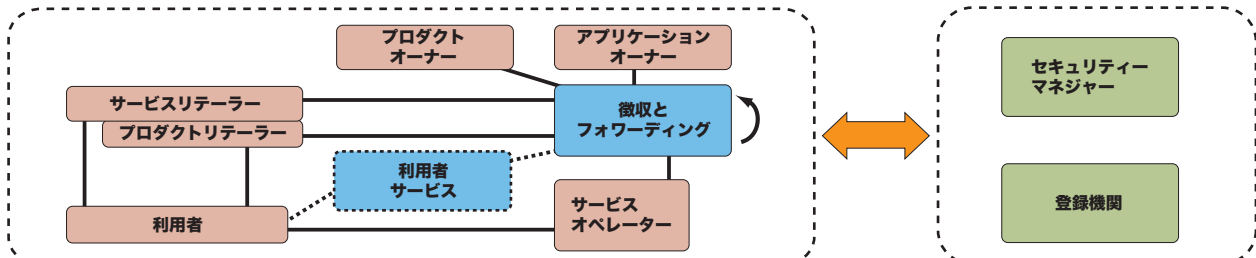 プロダクト
オーナー
アプリケーション
オーナー
サービスリテーラー
プロダクトリテーラー
徴収と
フォワーディング
利用者
サービス
利用者
サービス
オペレーター
セキュリティー
マネジャー
登録機関